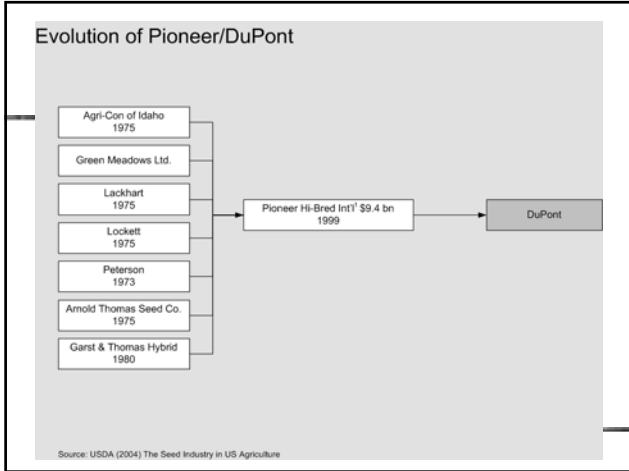 Evolution of Pioneer/DuPont
Agri-Con of Idaho
1975
Green Meadows Ltd.
Lackhart
1975
Lockett
1975
Peterson
1973
Arnold Thomas Seed Co.
1975
Garst & Thomas Hybrid
1980
Pioneer Hi-Bred Int'l¹ $9.4 bn
1999
DuPont
Source: USDA (2004) The Seed Industry in US Agriculture